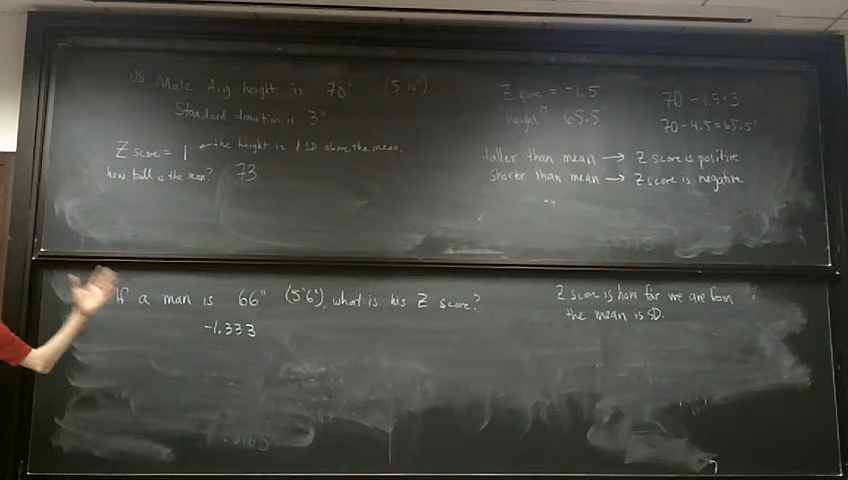 US Male Avg height is 70" (5'10")
Standard deviation is 3"
Z score = 1 ← the height is 1 SD above the mean.
how tall is the man? 73
Z score = -1.5
height? 65.5
70 - 1.5 • 3
70 - 4.5 = 65.5"
taller than mean → Z score is positive
shorter than mean → Z score is negative
If a man is 66" (5'6"), what is his Z score?
-1.333
Z score is how far we are from
the mean is SD.